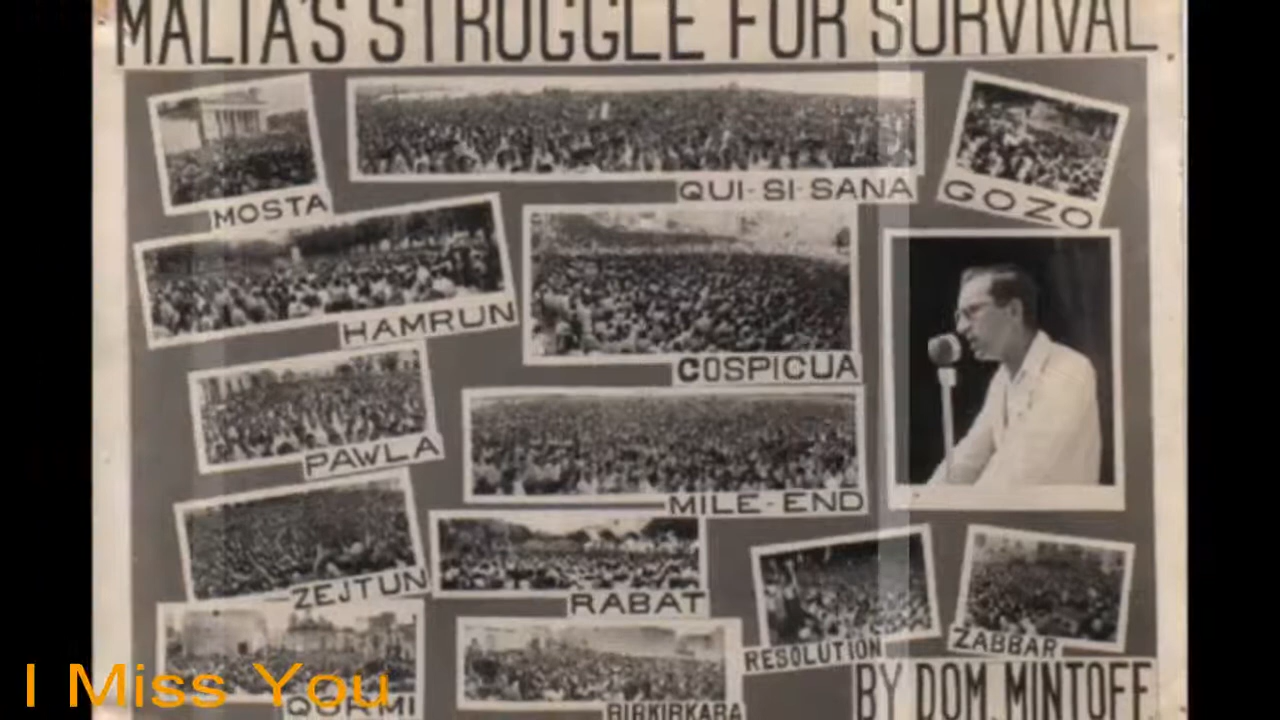 MALTA'S STRUGGLE FOR SURVIVAL
MOSTA
QUI-SI-SANA
GOZO
HAMRUN
COSPICUA
PAWLA
MILE-END
ZEJTUN
RABAT
RESOLUTION
ZABBAR
QORMI
BIRKIRKARA
BY DOM. MINTOFF
I Miss You